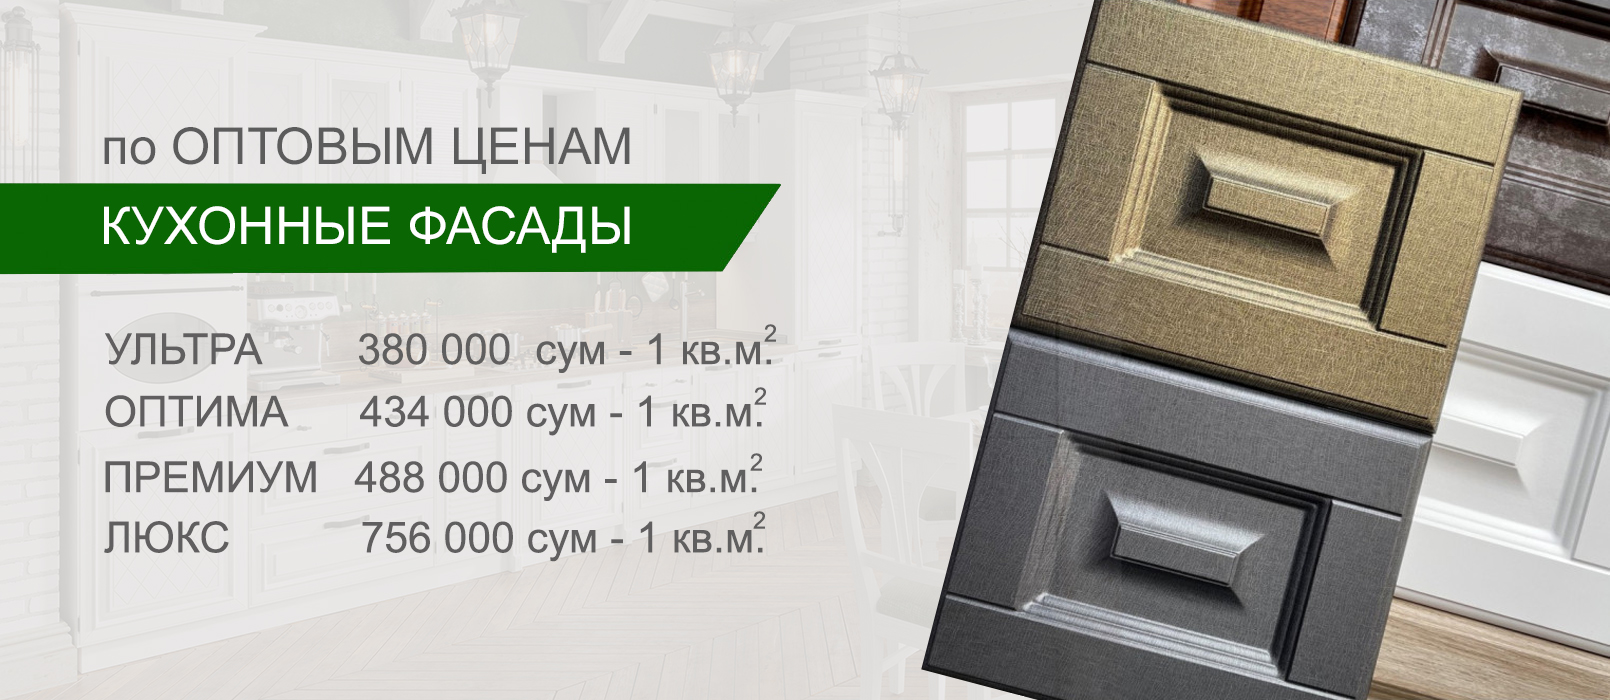 по ОПТОВЫМ ЦЕНАМ
КУХОННЫЕ ФАСАДЫ
УЛЬТРА 380 000 сум - 1 кв.м.²
ОПТИМА 434 000 сум - 1 кв.м.²
ПРЕМИУМ 488 000 сум - 1 кв.м.²
ЛЮКС 756 000 сум - 1 кв.м.²